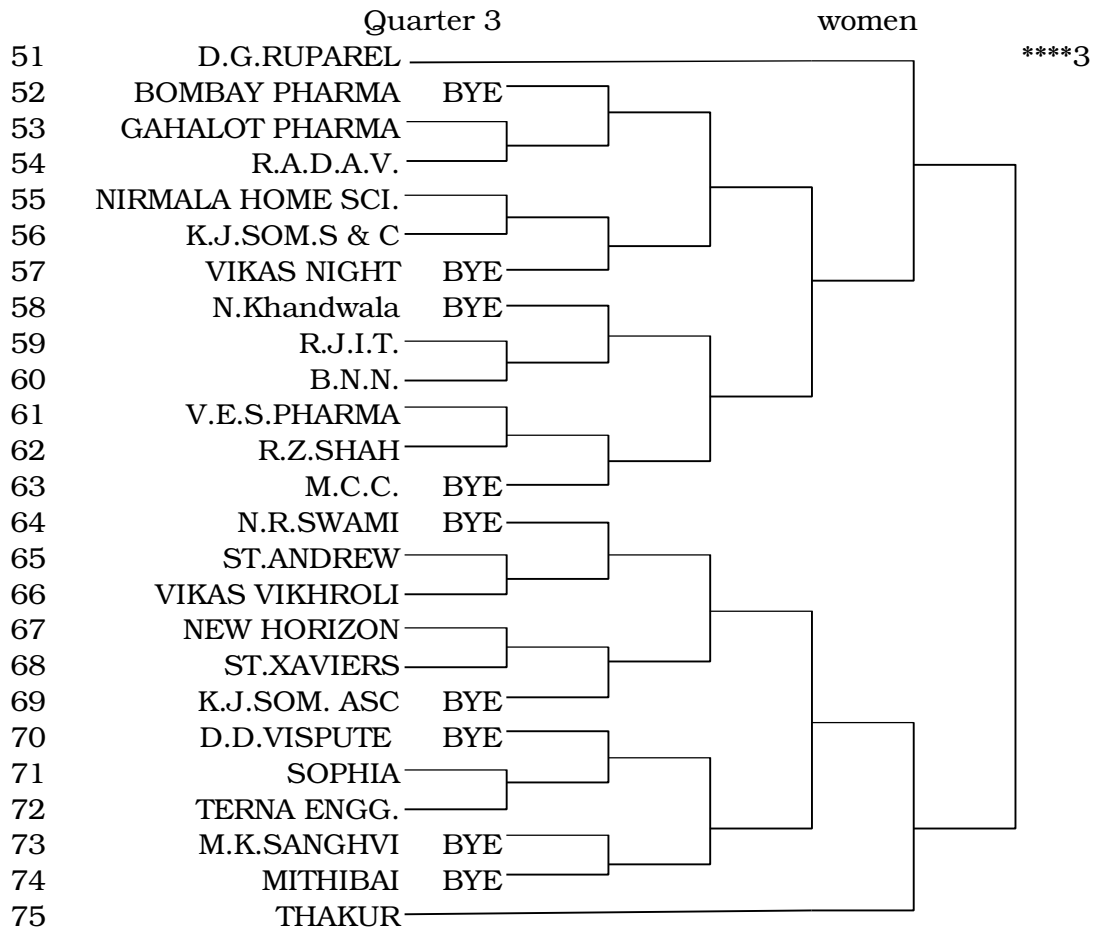 Quarter 3 women
51 D.G.RUPAREL ****3
52 BOMBAY PHARMA BYE
53 GAHALOT PHARMA
54 R.A.D.A.V.
55 NIRMALA HOME SCI.
56 K.J.SOM.S & C
57 VIKAS NIGHT BYE
58 N.Khandwala BYE
59 R.J.I.T.
60 B.N.N.
61 V.E.S.PHARMA
62 R.Z.SHAH
63 M.C.C. BYE
64 N.R.SWAMI BYE
65 ST.ANDREW
66 VIKAS VIKHROLI
67 NEW HORIZON
68 ST.XAVIERS
69 K.J.SOM. ASC BYE
70 D.D.VISPUTE BYE
71 SOPHIA
72 TERNA ENGG.
73 M.K.SANGHVI BYE
74 MITHIBAI BYE
75 THAKUR